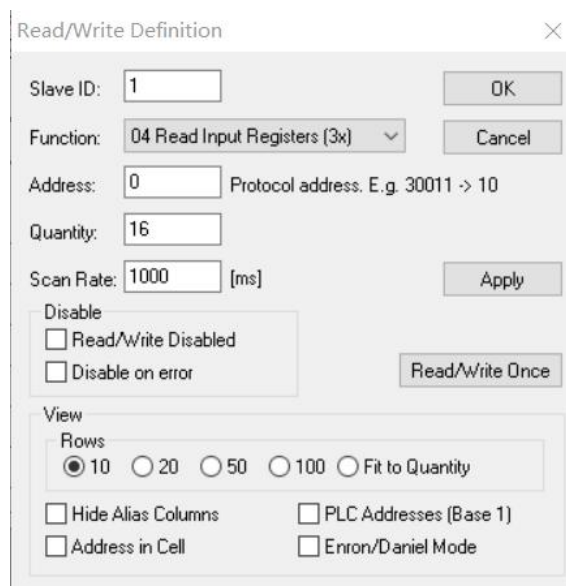 Read/Write Definition
Slave ID: 1 OK
Function: 04 Read Input Registers (3x) Cancel
Address: 0 Protocol address. E.g. 30011 -> 10
Quantity: 16
Scan Rate: 1000 [ms] Apply
Disable
Read/Write Disabled
Disable on error
Read/Write Once
View
Rows
10 20 50 100 Fit to Quantity
Hide Alias Columns PLC Addresses (Base 1)
Address in Cell Enron/Daniel Mode